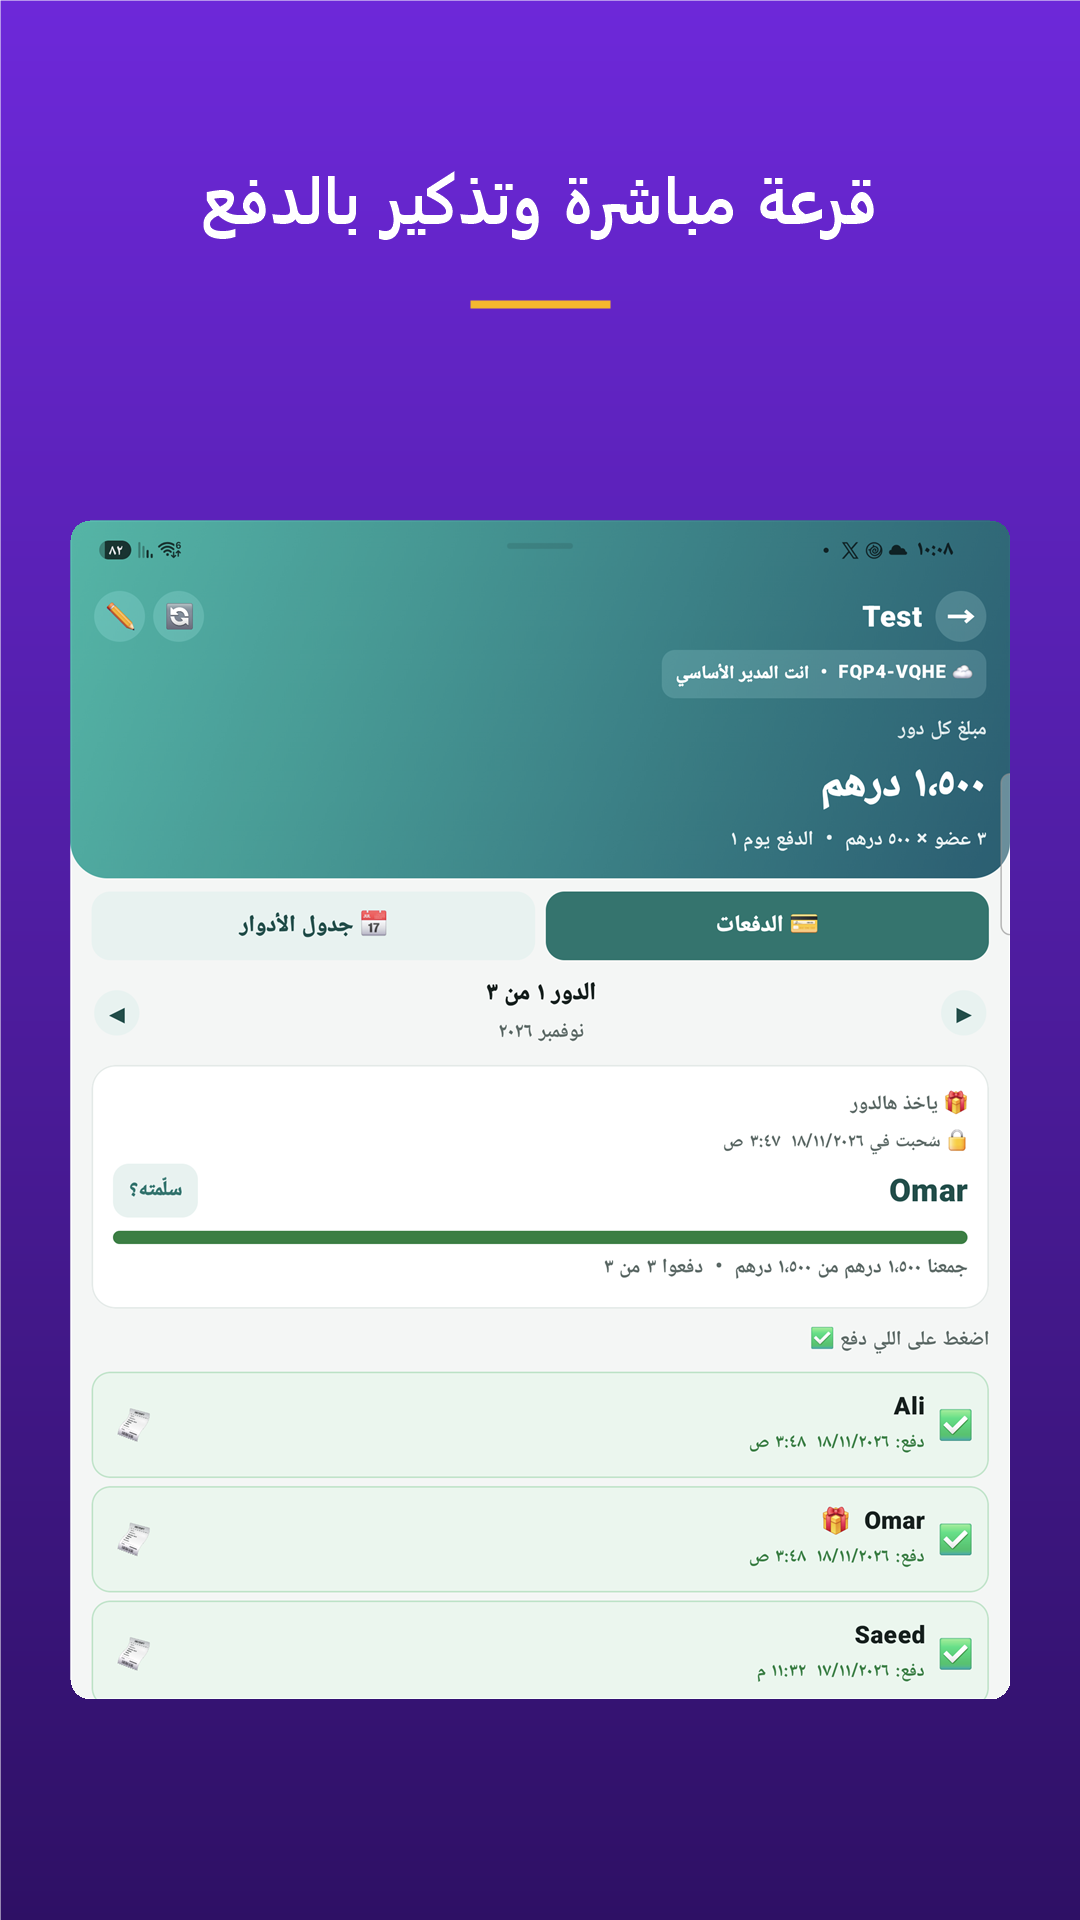 قرعة مباشرة وتذكير بالدفع
١٠:٠٨
٨٢
6
Test
FQP4-VQHE • انت المدير الأساسي
مبلغ كل دور
١،٥٠٠ درهم
٣ عضو × ٥٠٠ درهم • الدفع يوم ١
الدفعات
17 جدول الأدوار
الدور ١ من ٣
نوفمبر ٢٠٢٦
ياخذ هالدور
سُحبت في ١٨/١١/٢٠٢٦ ٣:٤٧ ص
Omar
سلّمته؟
جمعنا ١،٥٠٠ درهم من ١،٥٠٠ درهم • دفعوا ٣ من ٣
اضغط على اللي دفع ✅
Ali
دفع: ١٨/١١/٢٠٢٦ ٣:٤٨ ص
Omar
دفع: ١٨/١١/٢٠٢٦ ٣:٤٨ ص
Saeed
دفع: ١٧/١١/٢٠٢٦ ١١:٣٢ م